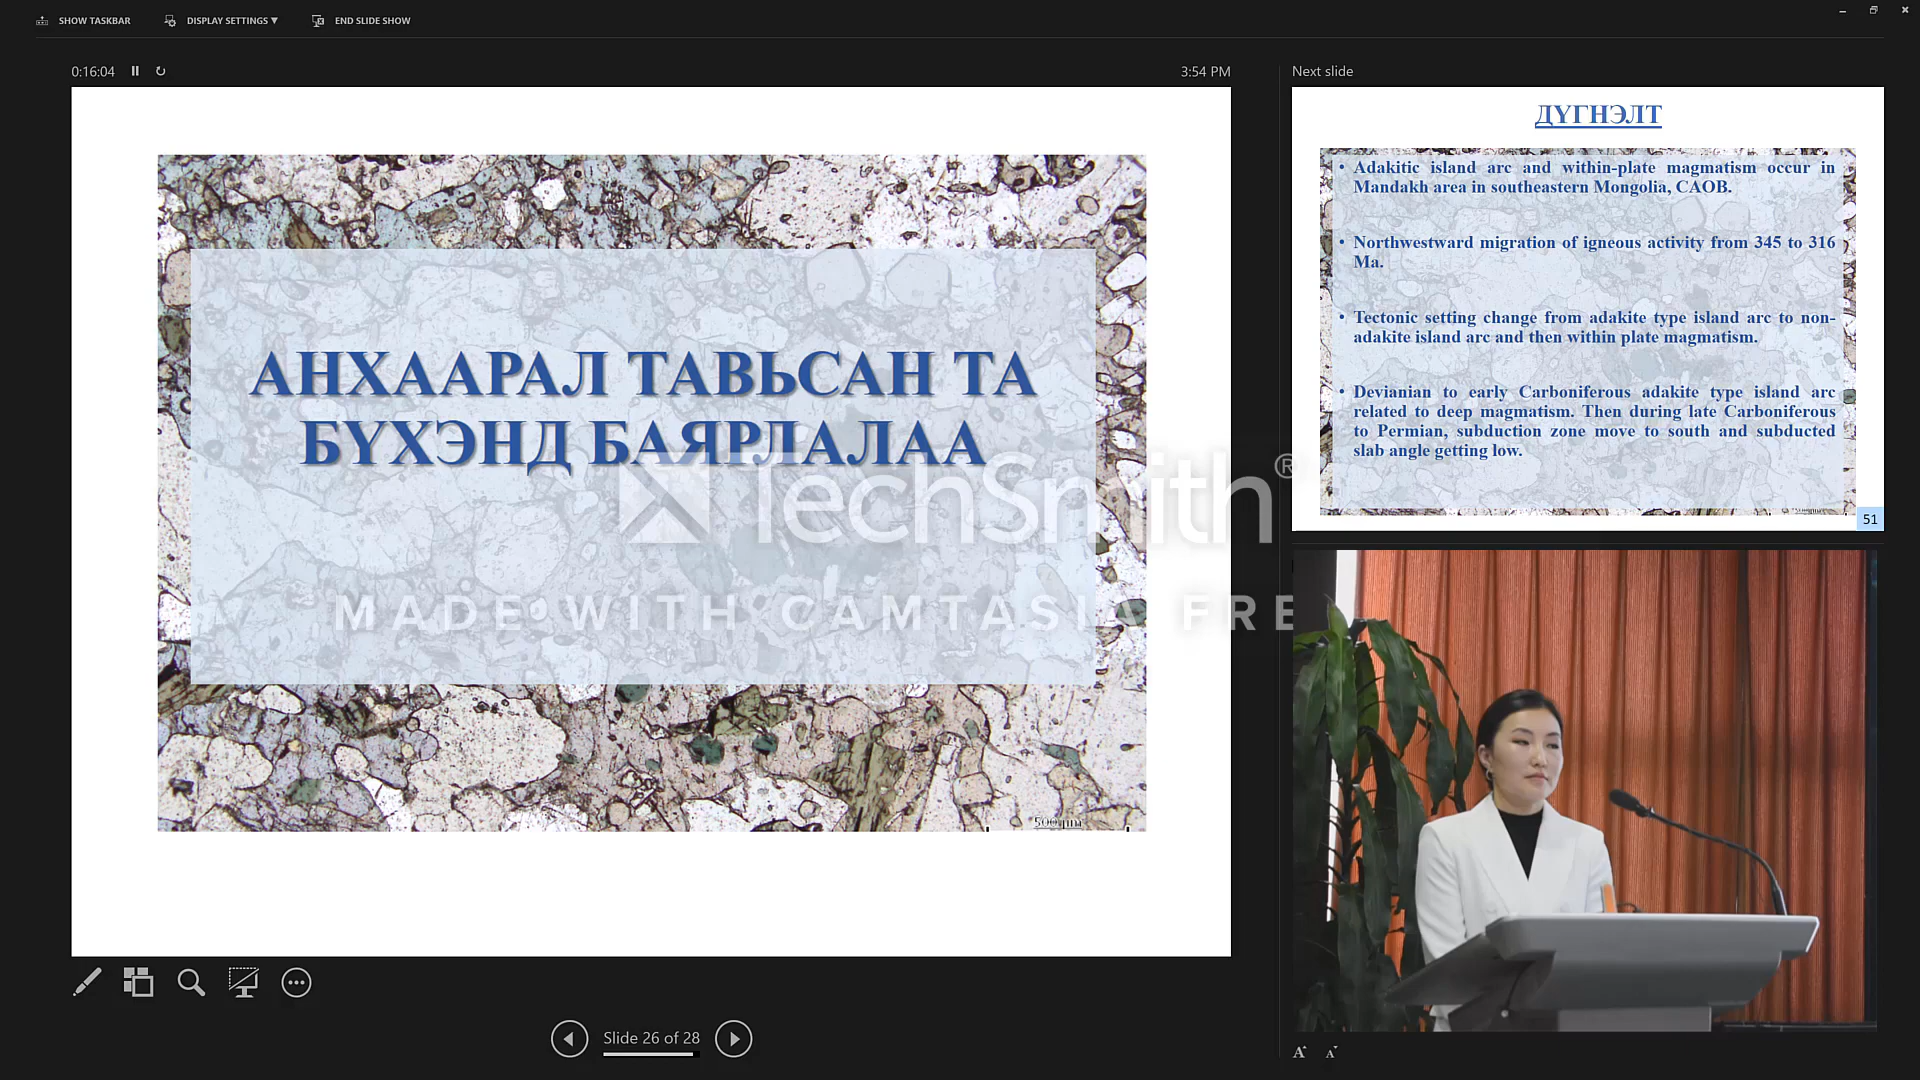 SHOW TASKBAR
DISPLAY SETTINGS ▼
END SLIDE SHOW
0:16:04
3:54 PM
АНХААРАЛ ТАВЬСАН ТА
БҮХЭНД БАЯРЛАЛАА
500µm
TechSmith®
MADE WITH CAMTASIA FRE
Slide 26 of 28
Next slide
ДҮГНЭЛТ
• Adakitic island arc and within-plate magmatism occur in
Mandakh area in southeastern Mongolia, CAOB.
• Northwestward migration of igneous activity from 345 to 316
Ma.
• Tectonic setting change from adakite type island arc to non-
adakite island arc and then within plate magmatism.
• Devianian to early Carboniferous adakite type island arc
related to deep magmatism. Then during late Carboniferous
to Permian, subduction zone move to south and subducted
slab angle getting low.
51
A A